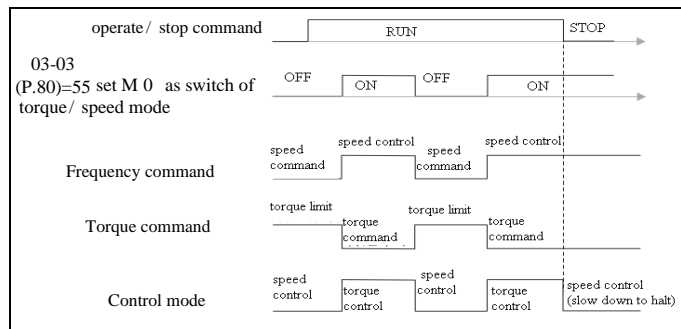 operate/ stop command
RUN
STOP
03-03
(P.80)=55 set M 0 as switch of
torque/ speed mode
OFF
ON
OFF
ON
Frequency command
speed
command
speed control
speed
command
speed control
Torque command
torque limit
torque
command
torque limit
torque
command
Control mode
speed
control
torque
control
speed
control
torque
control
speed control
(slow down to halt)